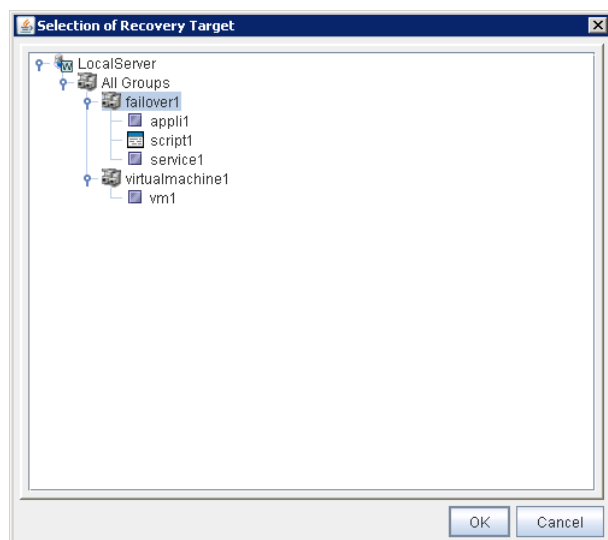 Selection of Recovery Target
LocalServer
All Groups
failover1
appli1
script1
service1
virtualmachine1
vm1
OK Cancel